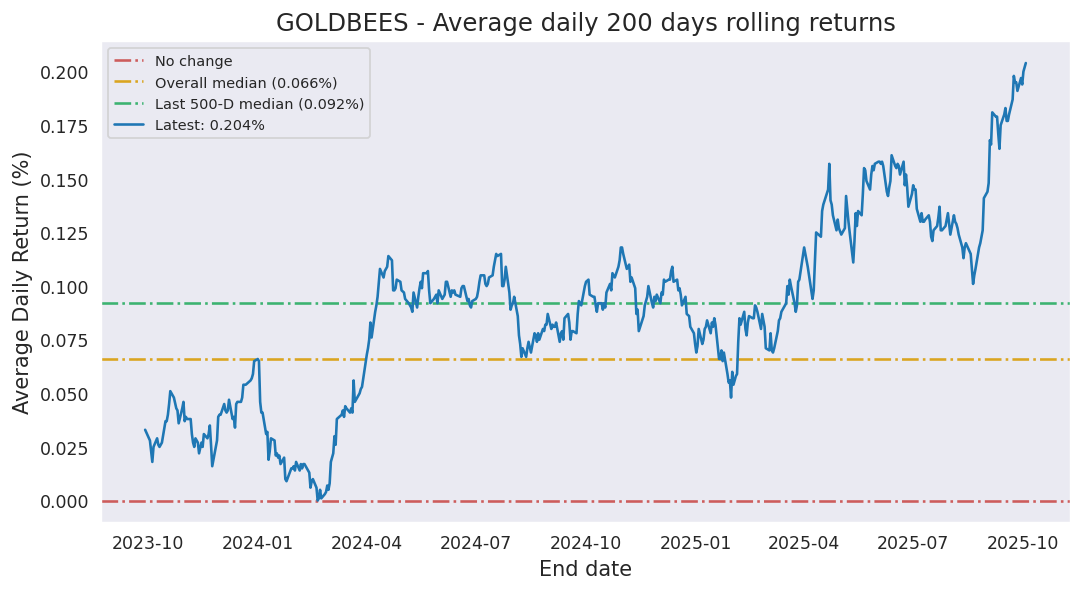 GOLDBEES - Average daily 200 days rolling returns
No change
Overall median (0.066%)
Last 500-D median (0.092%)
Latest: 0.204%
Average Daily Return (%)
0.200
0.175
0.150
0.125
0.100
0.075
0.050
0.025
0.000
2023-10 2024-01 2024-04 2024-07 2024-10 2025-01 2025-04 2025-07 2025-10
End date